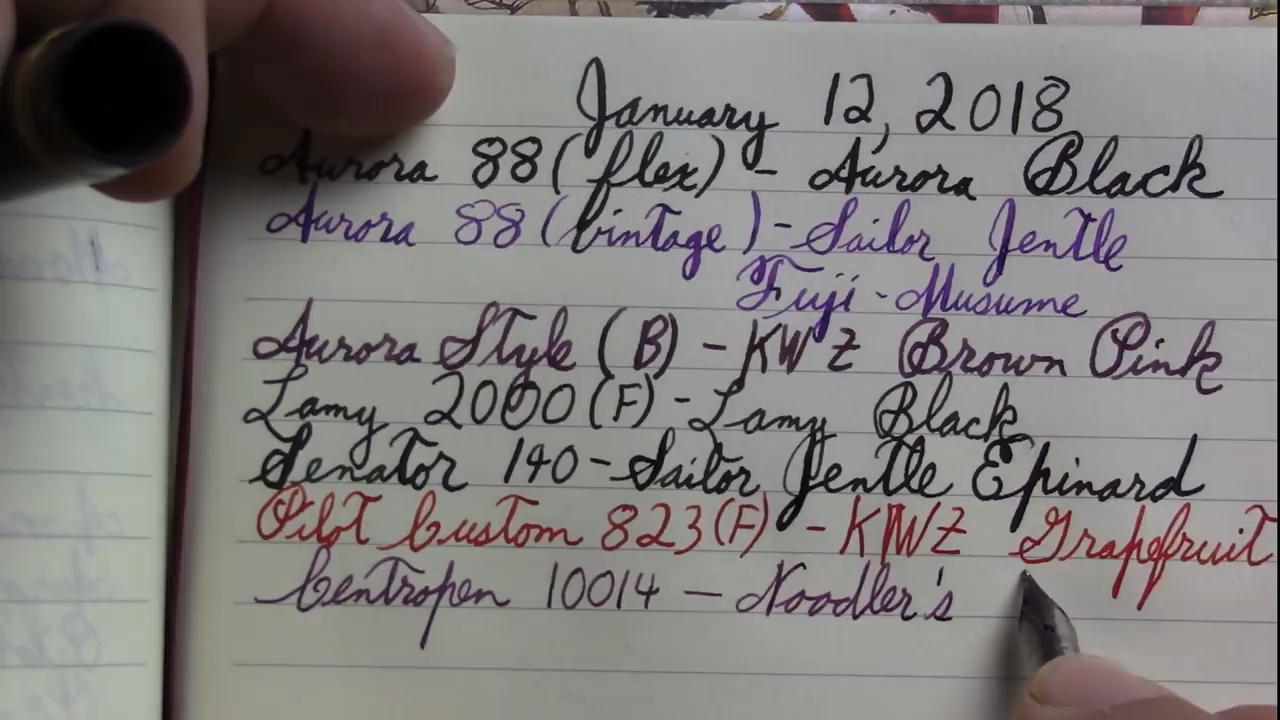 January 12, 2018
Aurora 88 (flex) - Aurora Black
Aurora 88 (Vintage) - Sailor Jentle
Fuji-Musume
Aurora Style (B) - KWZ Brown Pink
Lamy 2000 (F) - Lamy Black
Senator 140 - Sailor Jentle Epinard
Pilot Custom 823 (F) - KWZ Grapefruit
Centropen 10014 - Noodler's